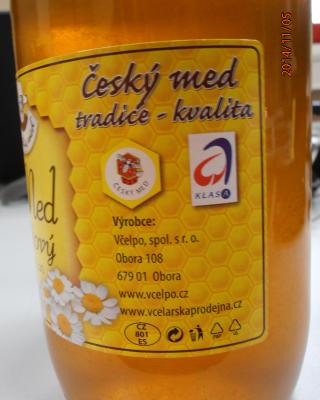 2014/11/05
Český med
tradice - kvalita
ČESKÝ MED
KLASA
Med
Výrobce:
Včelpo, spol. s r. o.
Obora 108
679 01 Obora
www.vcelpo.cz
www.vcelarskaprodejna.cz
CZ
801
ES